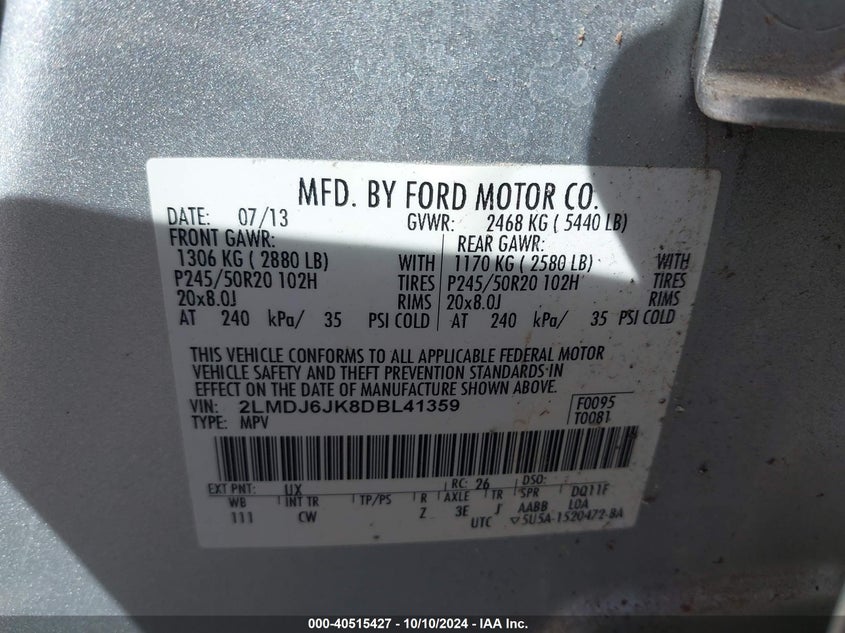 MFD. BY FORD MOTOR CO.
DATE: 07/13 GVWR: 2468 KG ( 5440 LB)
FRONT GAWR: REAR GAWR:
1306 KG ( 2880 LB) WITH 1170 KG ( 2580 LB) WITH
P245/50R20 102H TIRES P245/50R20 102H TIRES
20x8.0J RIMS 20x8.0J RIMS
AT 240 kPa/ 35 PSI COLD AT 240 kPa/ 35 PSI COLD
THIS VEHICLE CONFORMS TO ALL APPLICABLE FEDERAL MOTOR
VEHICLE SAFETY AND THEFT PREVENTION STANDARDS IN
EFFECT ON THE DATE OF MANUFACTURE SHOWN ABOVE.
VIN: 2LMDJ6JK8DBL41359 F0095
TYPE: MPV T0081
EXT PNT: UX RC: 26 DSO:
WB INT TR TP/PS R AXLE TR SPR DQ11F
111 CW Z 3E J AABB L0A
UTC ▽5U5A-1520472-BA
000-40515427 - 10/10/2024 - IAA Inc.